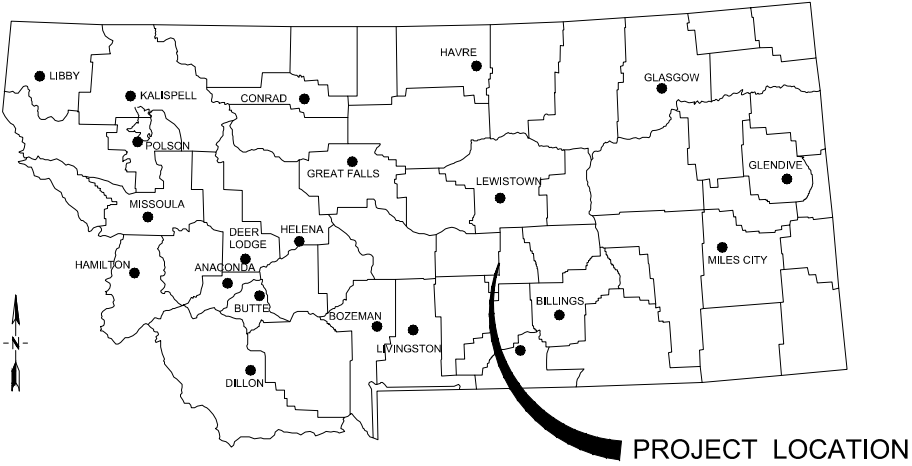 HAVRE
LIBBY
GLASGOW
KALISPELL
CONRAD
POLSON
GREAT FALLS
GLENDIVE
LEWISTOWN
MISSOULA
DEER
LODGE
HELENA
HAMILTON
ANACONDA
MILES CITY
BUTTE
BILLINGS
BOZEMAN
N
LIVINGSTON
DILLON
PROJECT LOCATION